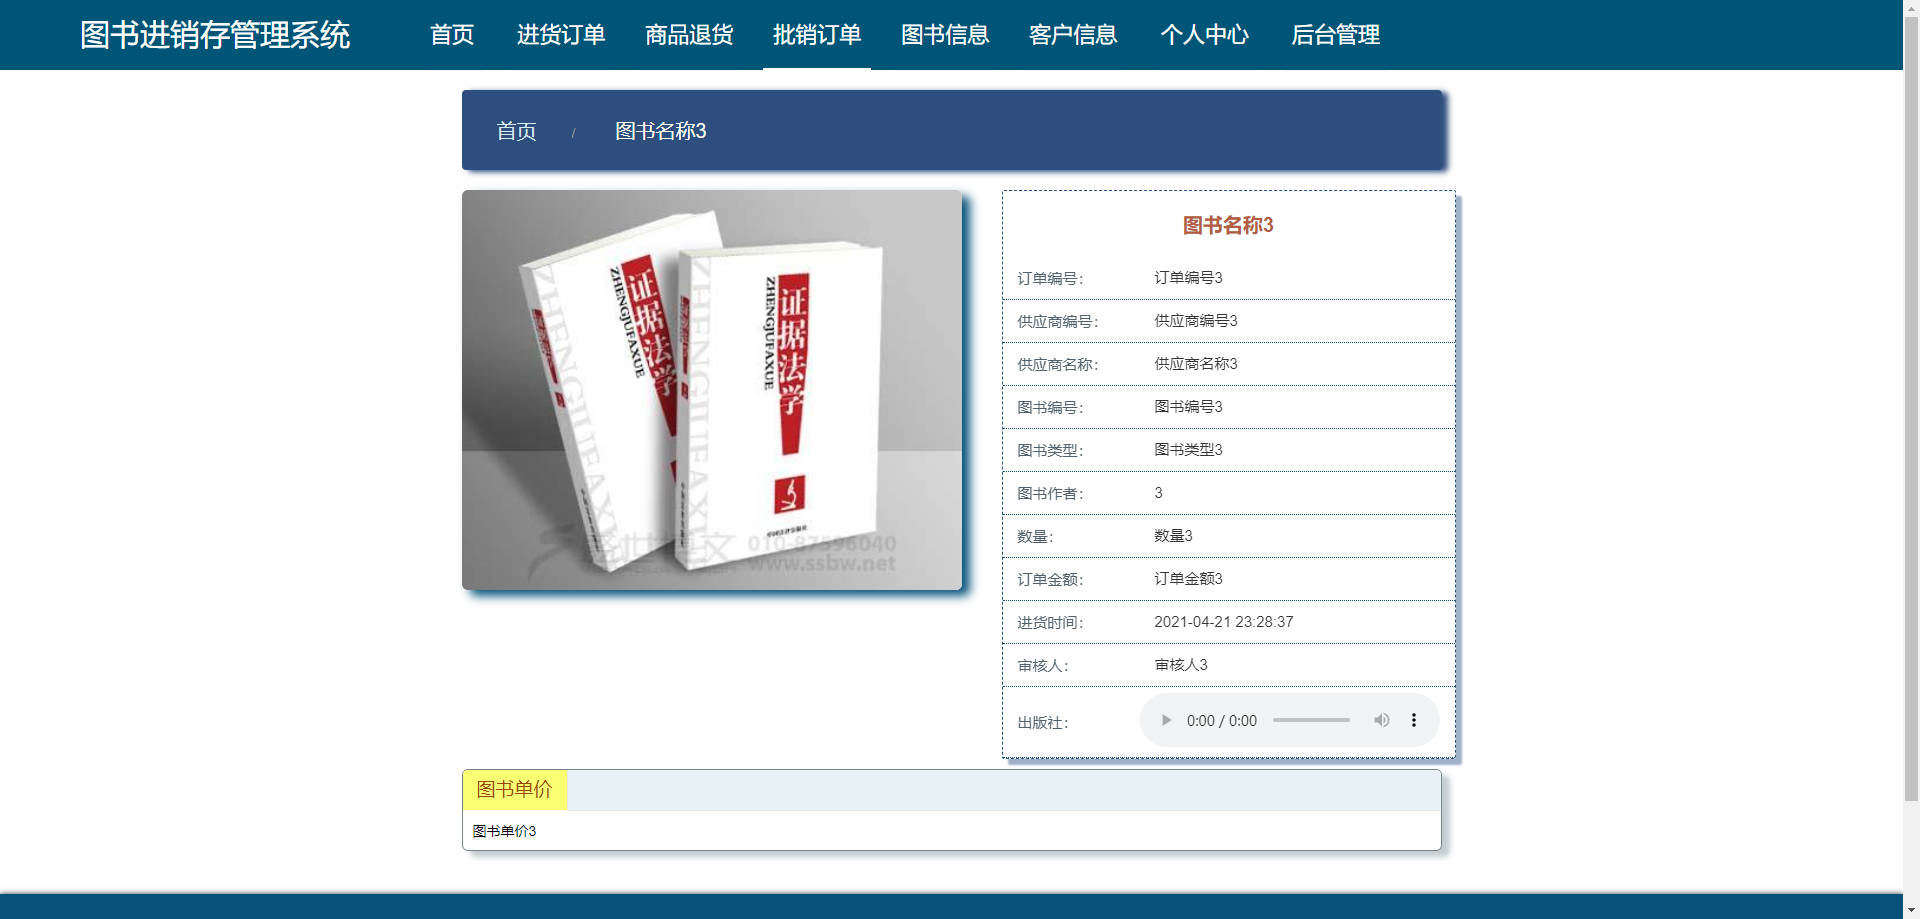 图书进销存管理系统
首页 进货订单 商品退货 批销订单 图书信息 客户信息 个人中心 后台管理
首页 / 图书名称3
证据法学
ZHENGJUFAXUE
ZHENGJUFAXUE
证据法学
ZHENGJUFAXUE
ZHENGJUFAXUE
010-87596040
www.ssbw.net
图书名称3
订单编号: 订单编号3
供应商编号: 供应商编号3
供应商名称: 供应商名称3
图书编号: 图书编号3
图书类型: 图书类型3
图书作者: 3
数量: 数量3
订单金额: 订单金额3
进货时间: 2021-04-21 23:28:37
审核人: 审核人3
出版社: 0:00 / 0:00
图书单价
图书单价3